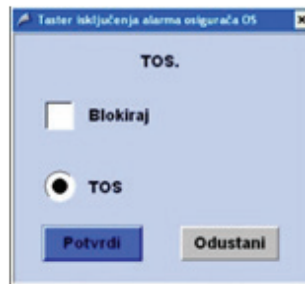 Taster isključenja alarma osigurača OS
TOS.
Blokiraj
TOS
Potvrdi
Odustani